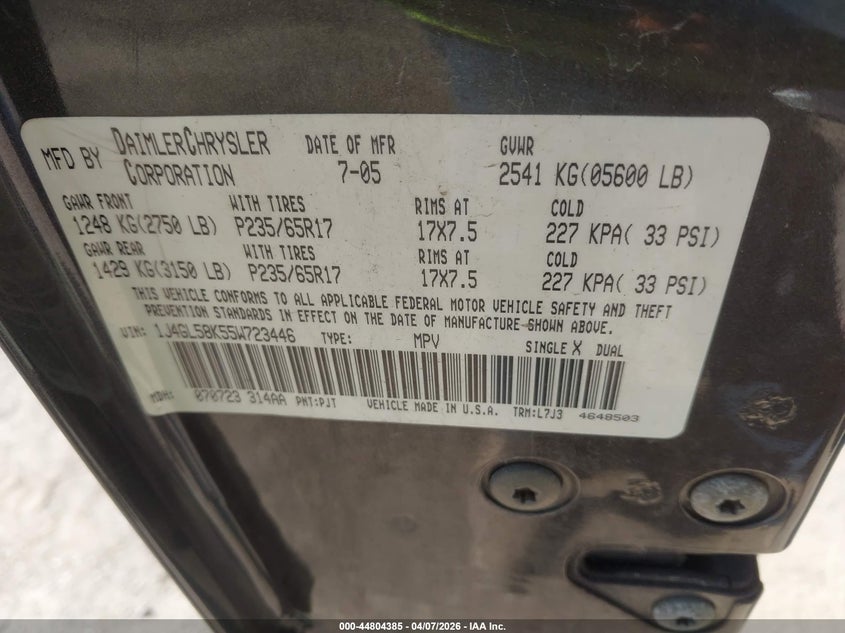 MFD BY DAIMLERCHRYSLER CORPORATION DATE OF MFR 7-05 GVWR 2541 KG(05600 LB)
GAWR FRONT WITH TIRES RIMS AT COLD
1248 KG(2750 LB) P235/65R17 17X7.5 227 KPA( 33 PSI)
GAWR REAR WITH TIRES RIMS AT COLD
1429 KG(3150 LB) P235/65R17 17X7.5 227 KPA( 33 PSI)
THIS VEHICLE CONFORMS TO ALL APPLICABLE FEDERAL MOTOR VEHICLE SAFETY AND THEFT
PREVENTION STANDARDS IN EFFECT ON THE DATE OF MANUFACTURE SHOWN ABOVE.
VIN: 1J4GL58K55W723446 TYPE: MPV SINGLE X DUAL
MDH: 070723 314AA PNT:PJT VEHICLE MADE IN U.S.A. TRM:L7J3 4648503
000-44804385 | 04/07/2026 - IAA Inc.